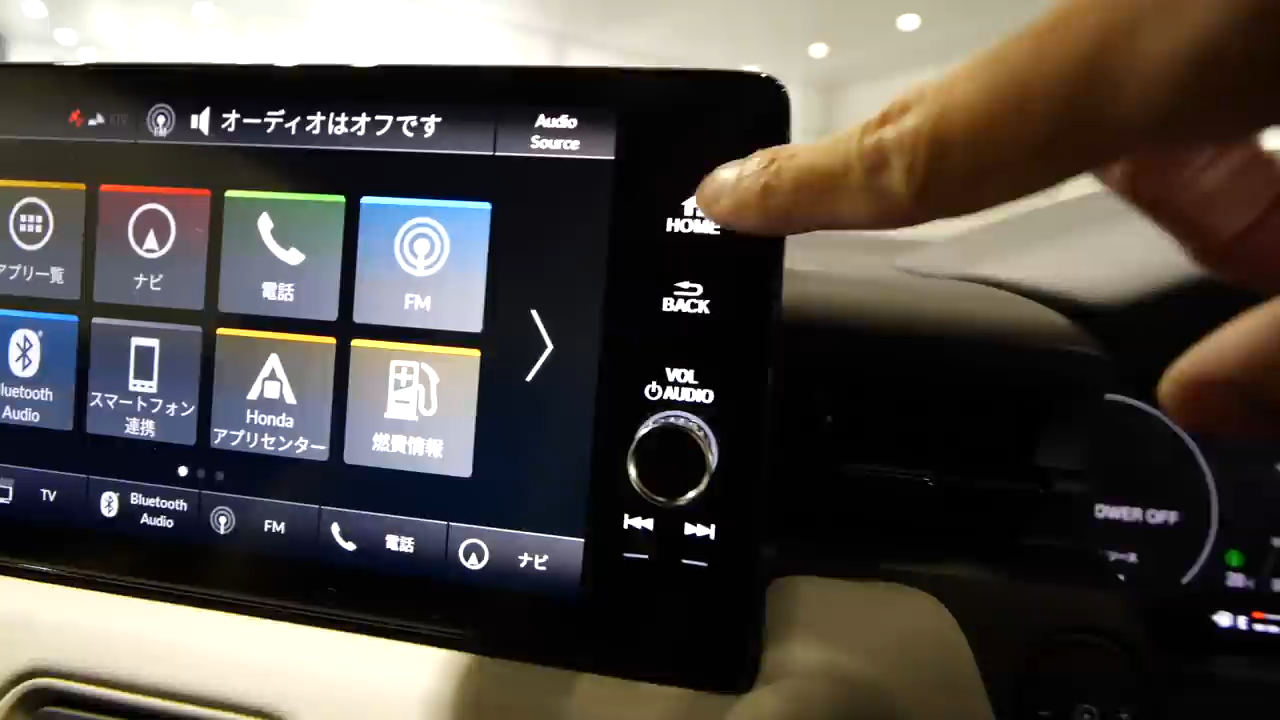 FM
オーディオはオフです
Audio
Source
アプリ一覧
ナビ
電話
FM
luetooth
Audio
スマートフォン
連携
Honda
アプリセンター
燃費情報
TV
Bluetooth
Audio
FM
電話
ナビ
HOME
BACK
VOL
AUDIO
OWER OFF
E